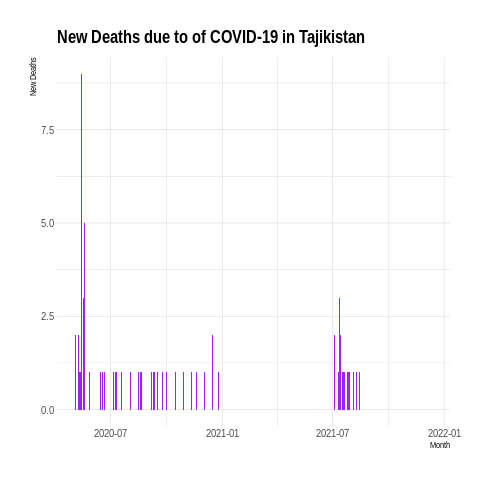 New Deaths due to of COVID-19 in Tajikistan
New Deaths
7.5
5.0
2.5
0.0
2020-07 2021-01 2021-07 2022-01
Month